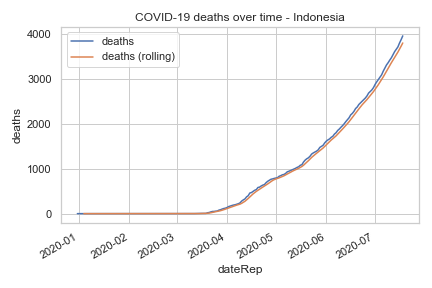 COVID-19 deaths over time - Indonesia
deaths
deaths (rolling)
4000
3000
2000
1000
0
deaths
2020-01
2020-02
2020-03
2020-04
2020-05
2020-06
2020-07
dateRep